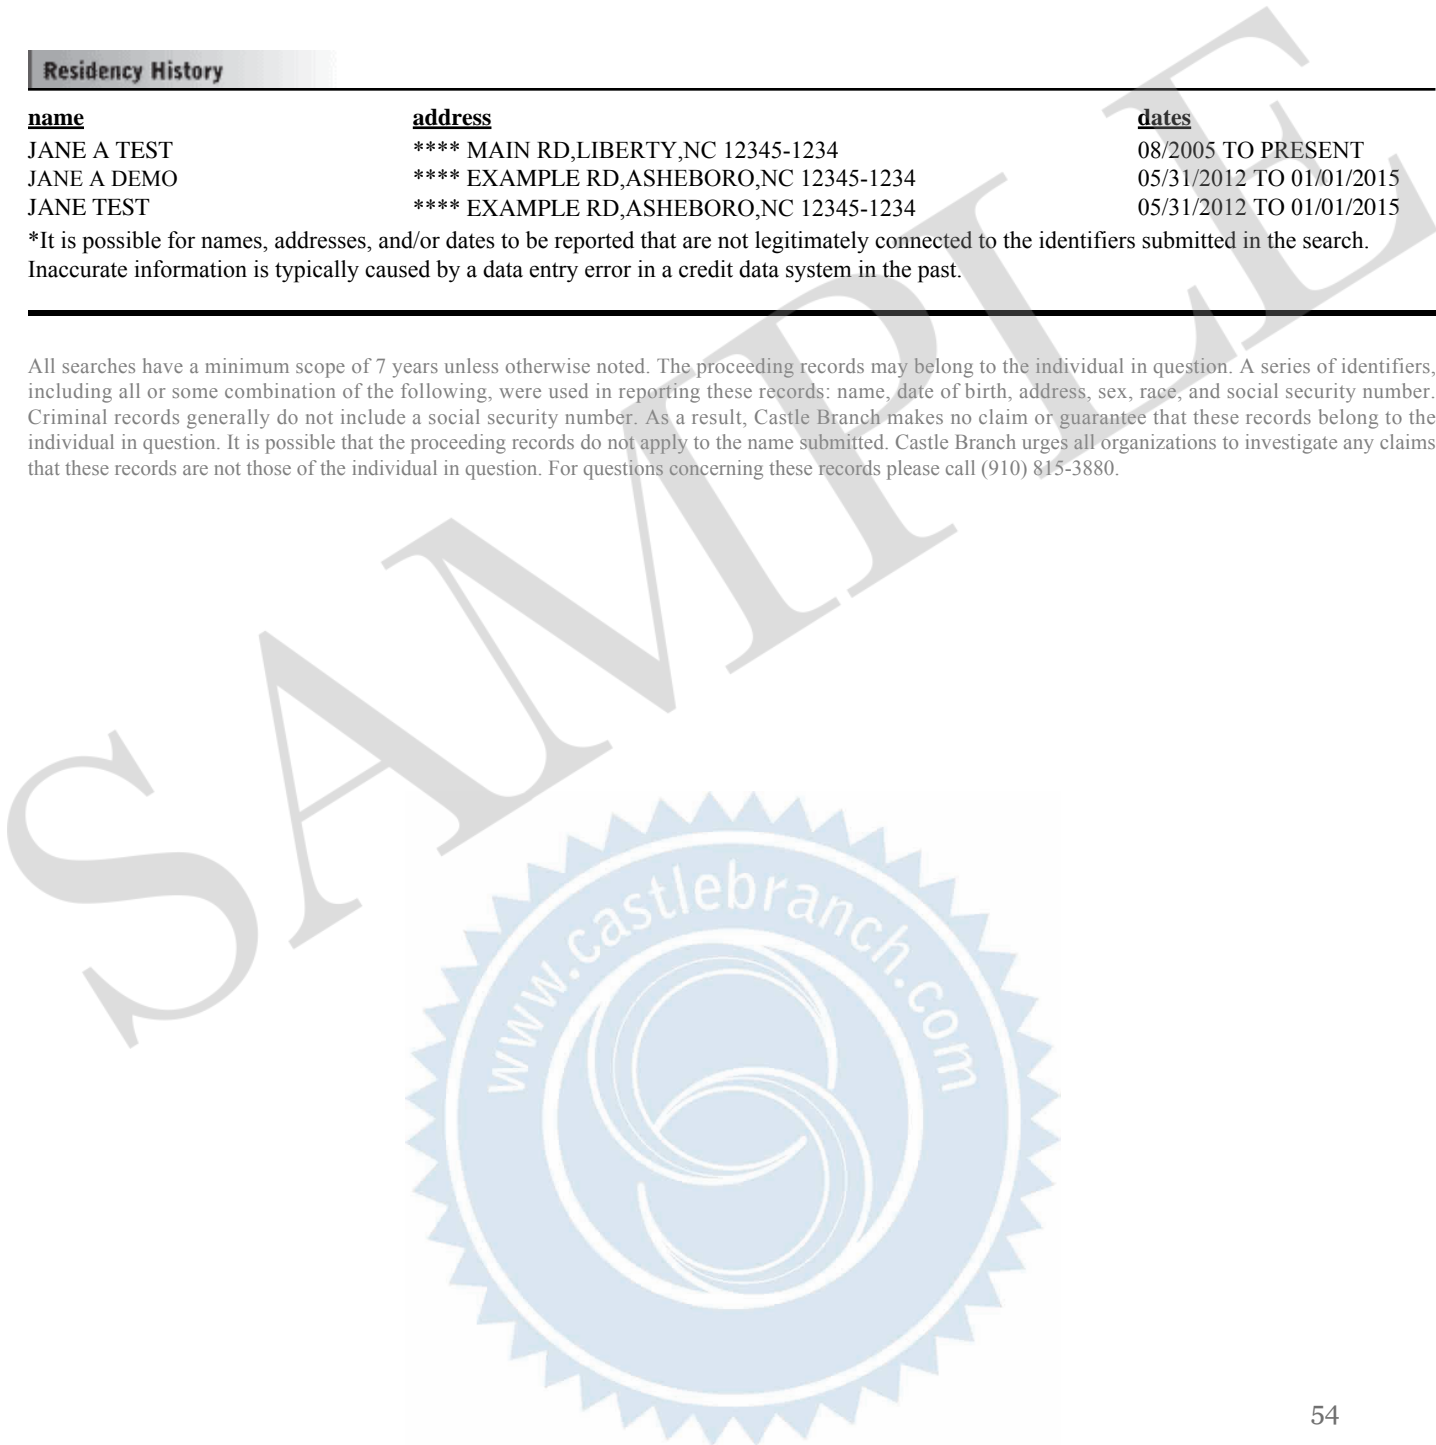 Residency History
name address dates
JANE A TEST **** MAIN RD,LIBERTY,NC 12345-1234 08/2005 TO PRESENT
JANE A DEMO **** EXAMPLE RD,ASHEBORO,NC 12345-1234 05/31/2012 TO 01/01/2015
JANE TEST **** EXAMPLE RD,ASHEBORO,NC 12345-1234 05/31/2012 TO 01/01/2015
*It is possible for names, addresses, and/or dates to be reported that are not legitimately connected to the identifiers submitted in the search.
Inaccurate information is typically caused by a data entry error in a credit data system in the past.
All searches have a minimum scope of 7 years unless otherwise noted. The proceeding records may belong to the individual in question. A series of identifiers,
including all or some combination of the following, were used in reporting these records: name, date of birth, address, sex, race, and social security number.
Criminal records generally do not include a social security number. As a result, Castle Branch makes no claim or guarantee that these records belong to the
individual in question. It is possible that the proceeding records do not apply to the name submitted. Castle Branch urges all organizations to investigate any claims
that these records are not those of the individual in question. For questions concerning these records please call (910) 815-3880.
SAMPLE
www.castlebranch.com
54